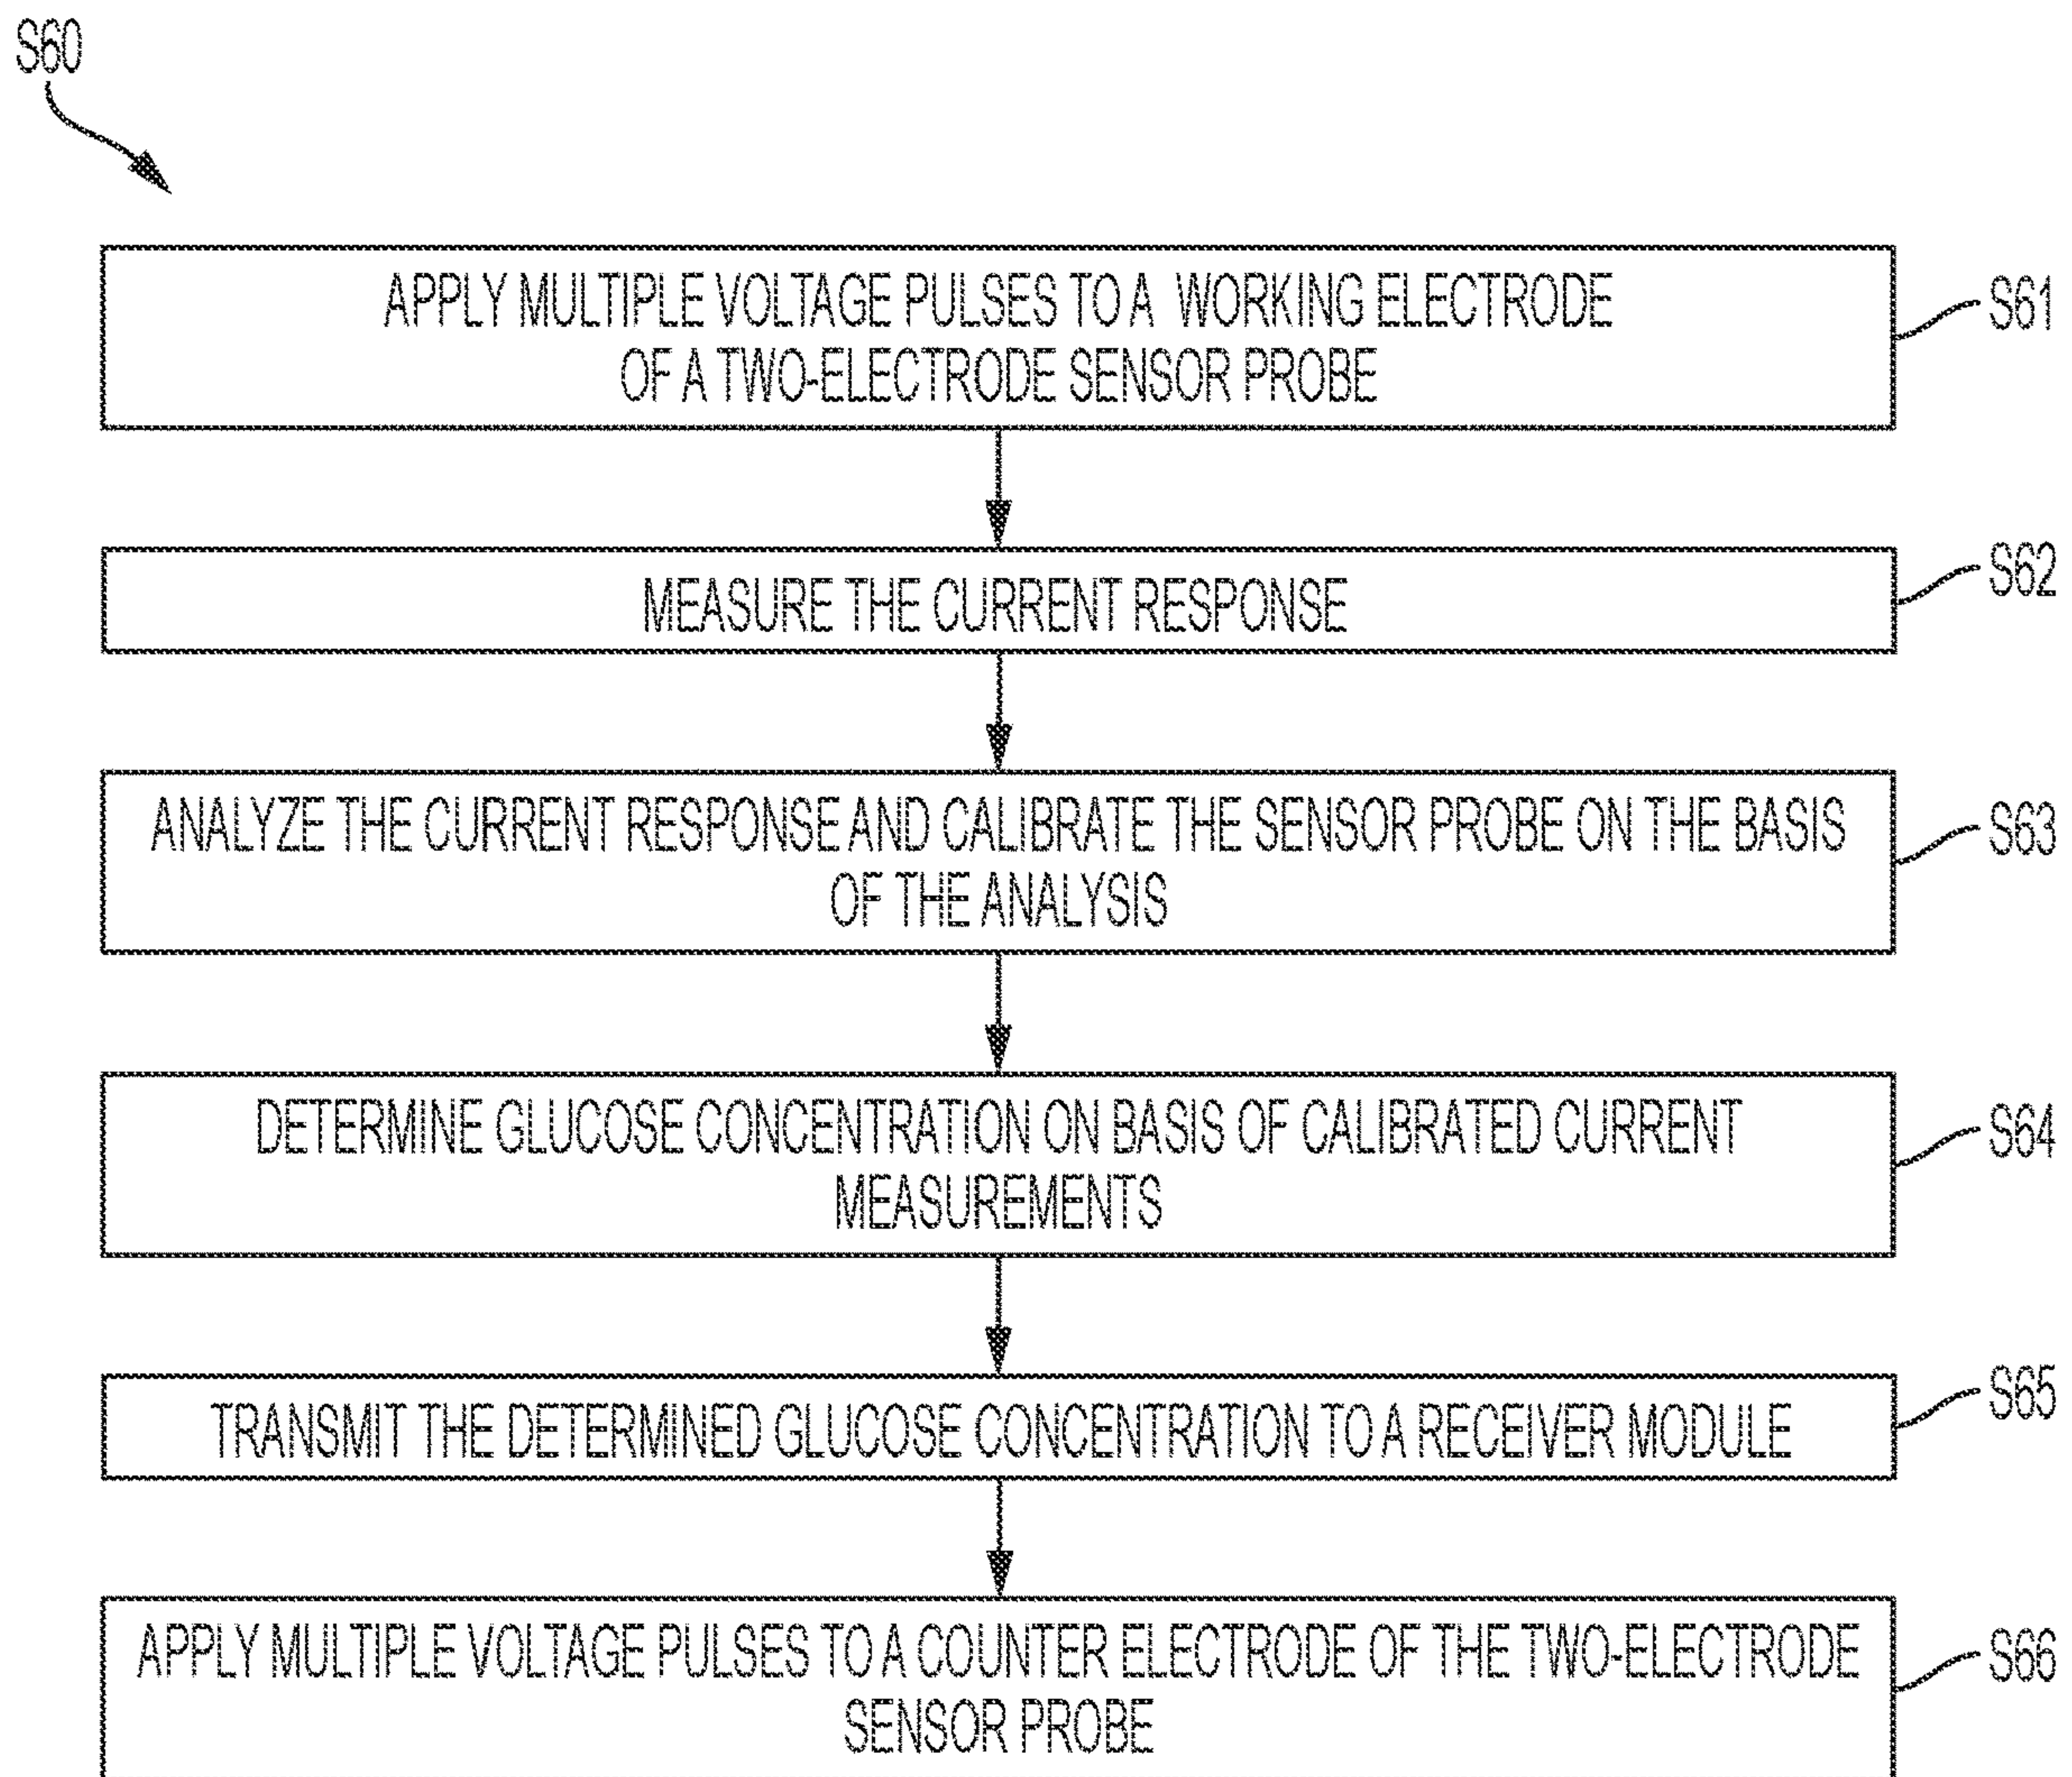 S60
APPLY MULTIPLE VOLTAGE PULSES TO A WORKING ELECTRODE
OF A TWO-ELECTRODE SENSOR PROBE
S61
MEASURE THE CURRENT RESPONSE
S62
ANALYZE THE CURRENT RESPONSE AND CALIBRATE THE SENSOR PROBE ON THE BASIS
OF THE ANALYSIS
S63
DETERMINE GLUCOSE CONCENTRATION ON BASIS OF CALIBRATED CURRENT
MEASUREMENTS
S64
TRANSMIT THE DETERMINED GLUCOSE CONCENTRATION TO A RECEIVER MODULE
S65
APPLY MULTIPLE VOLTAGE PULSES TO A COUNTER ELECTRODE OF THE TWO-ELECTRODE
SENSOR PROBE
S66